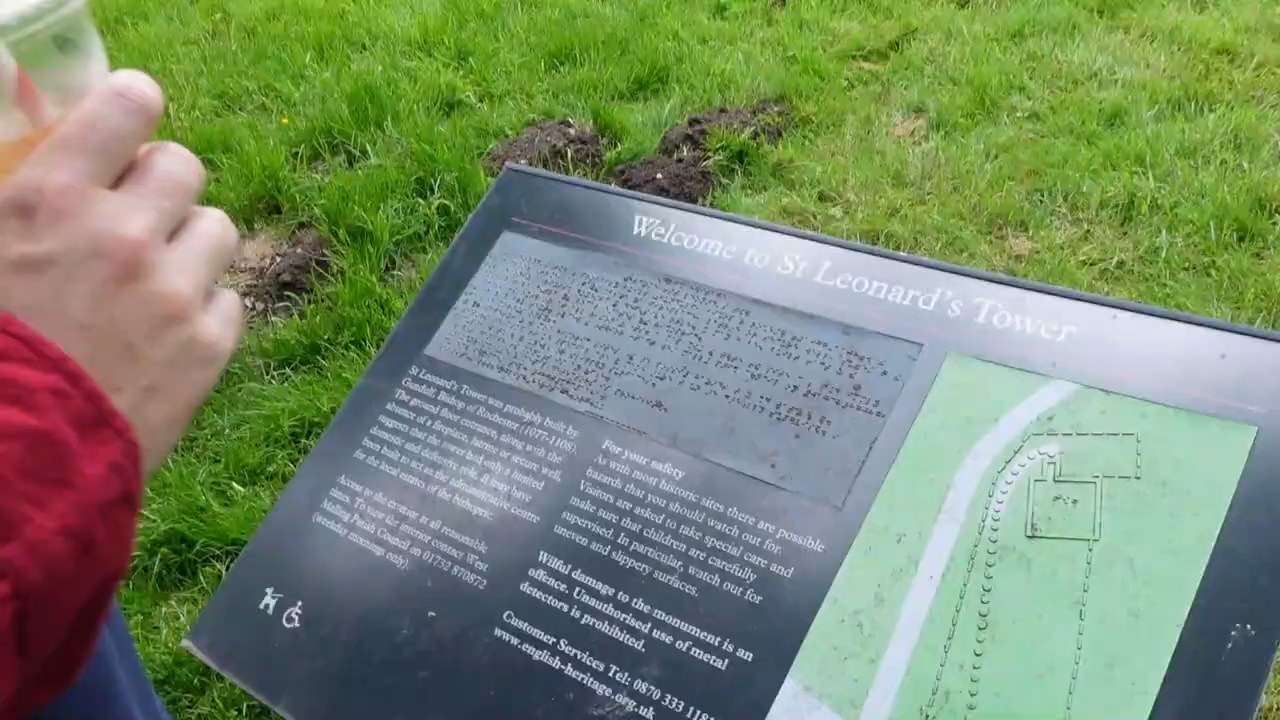 Welcome to St Leonard's Tower
St Leonard's Tower was probably built by
Gundulf, Bishop of Rochester (1077-1108).
The ground floor entrance, along with the
absence of a fireplace, latrine or secure well,
suggests that the tower had only a limited
domestic and defensive role. It may have
been built to act as the administrative centre
for the local estates of the bishopric.
Access to the exterior at all reasonable
times. To view the interior contact West
Malling Parish Council on 01732 870872
(weekday mornings only).
For your safety
As with most historic sites there are possible
hazards that you should watch out for.
Visitors are asked to take special care and
make sure that children are carefully
supervised. In particular, watch out for
uneven and slippery surfaces.
Wilful damage to the monument is an
offence. Unauthorised use of metal
detectors is prohibited.
Customer Services Tel: 0870 333 118
www.english-heritage.org.uk